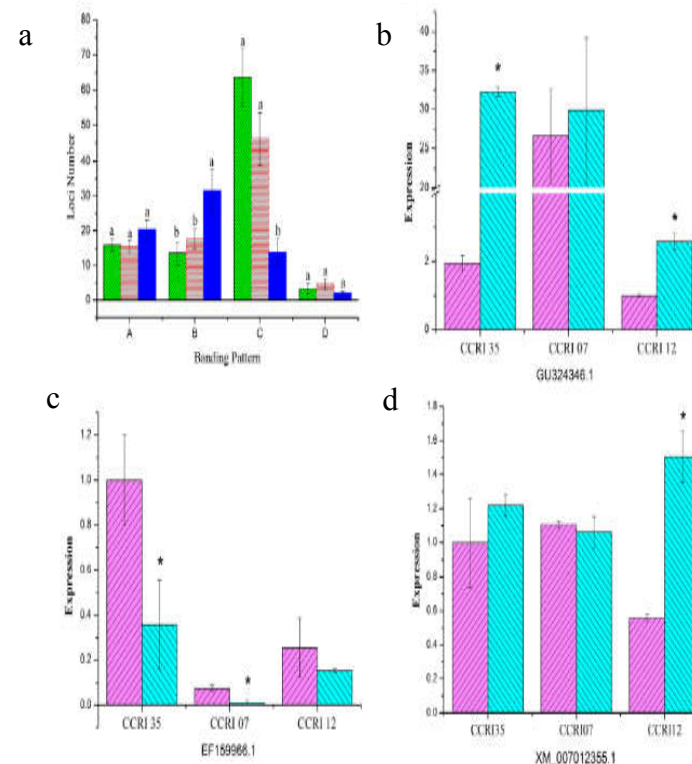 a
80
70
60
50
40
30
20
10
0
Loci Number
a a a
b b a
a a b
a a a
A B C D
Banding Pattern
b
40
35
30
25
20
2
0
Expression
*
*
CCRI 35 CCRI 07 CCRI 12
GU324346.1
c
1.2
1.0
0.8
0.6
0.4
0.2
0.0
Expression
*
*
CCRI 35 CCRI 07 CCRI 12
EF159966.1
d
1.8
1.6
1.4
1.2
1.0
0.8
0.6
0.4
0.2
0.0
Expression
*
CCRI35 CCRI07 CCRI12
XM_007012355.1